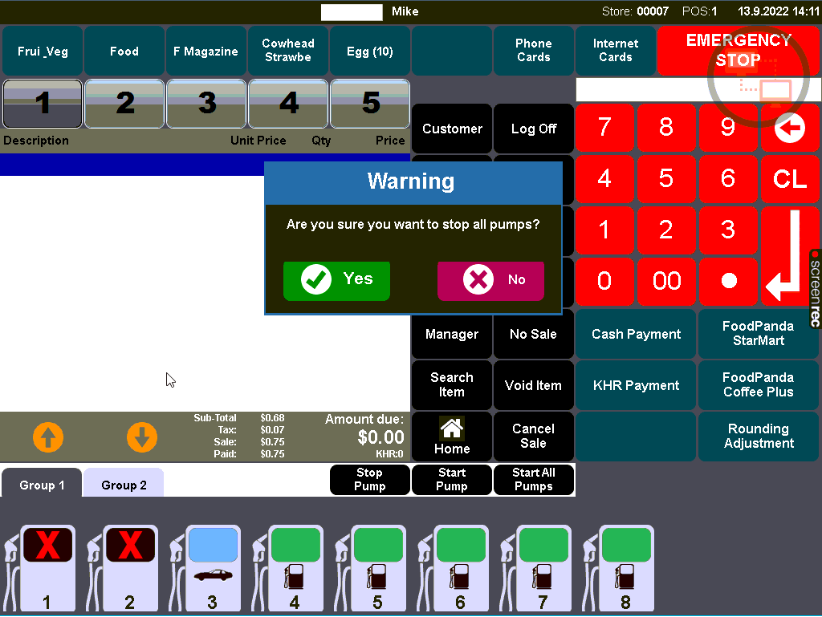 Mike
Store: 00007 POS:1 13.9.2022 14:11
Frui_Veg
Food
F Magazine
Cowhead
Strawbe
Egg (10)
Phone
Cards
Internet
Cards
EMERGENCY
STOP
1
2
3
4
5
Description Unit Price Qty Price
Customer
Log Off
7
8
9
4
5
6
CL
1
2
3
0
00
Warning
Are you sure you want to stop all pumps?
Yes
No
screenrec
Manager
No Sale
Cash Payment
FoodPanda
StarMart
Search
Item
Void Item
KHR Payment
FoodPanda
Coffee Plus
Home
Cancel
Sale
Rounding
Adjustment
Sub-Total $0.68
Tax: $0.07
Sale: $0.75
Paid: $0.75
Amount due:
$0.00
KHR:0
Group 1
Group 2
Stop
Pump
Start
Pump
Start All
Pumps
X
X
1
2
3
4
5
6
7
8